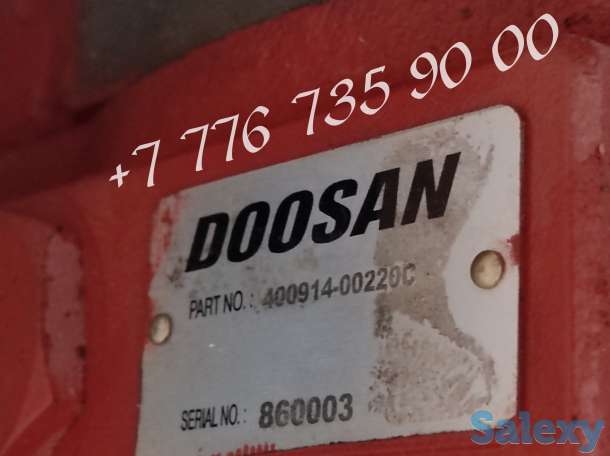 +7 776 735 90 00
DOOSAN
PART NO. : 400914-00220C
SERIAL NO. : 860003
Salexy